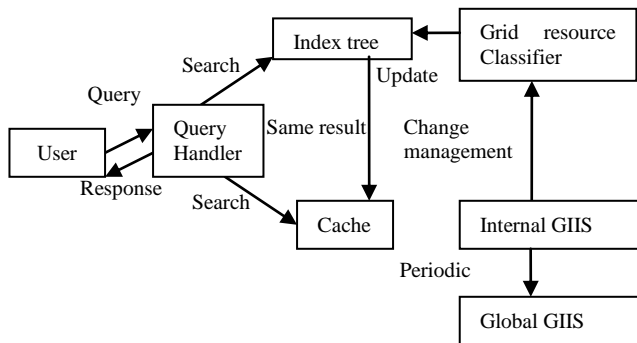 Index tree
Grid resource
Classifier
Search
Update
Query
User
Query
Handler
Same result
Change
management
Response
Search
Cache
Internal GIIS
Periodic
Global GIIS